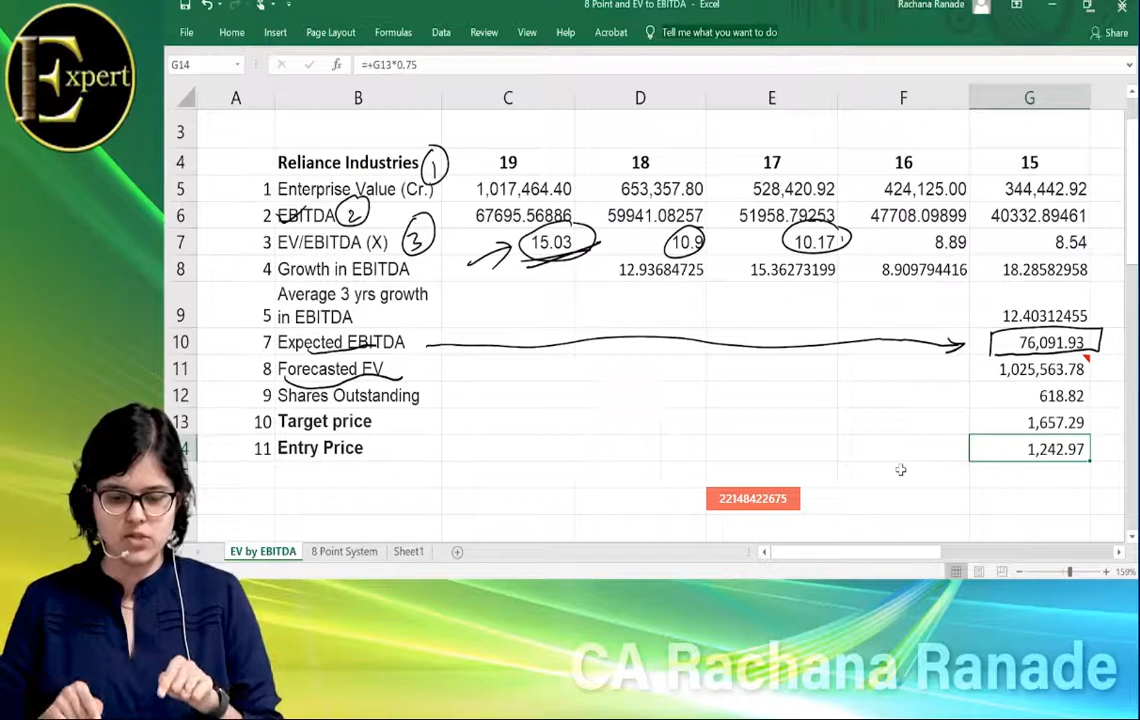 8 Point and EV to EBITDA - Excel
Rachana Ranade
File Home Insert Page Layout Formulas Data Review View Help Acrobat Tell me what you want to do Share
G14 fx =+G13*0.75
Expert
A B C D E F G
3
4 Reliance Industries 1 19 18 17 16 15
5 1 Enterprise Value (Cr.) 1,017,464.40 653,357.80 528,420.92 424,125.00 344,442.92
6 2 EBITDA 2 67695.56886 59941.08257 51958.79253 47708.09899 40332.89461
7 3 EV/EBITDA (X) 3 15.03 10.9 10.17 8.89 8.54
8 4 Growth in EBITDA 12.93684725 15.36273199 8.909794416 18.28582958
Average 3 yrs growth
9 5 in EBITDA 12.40312455
10 7 Expected EBITDA 76,091.93
11 8 Forecasted EV 1,025,563.78
12 9 Shares Outstanding 618.82
13 10 Target price 1,657.29
4 11 Entry Price 1,242.97
22148422675
EV by EBITDA 8 Point System Sheet1
159%
CA Rachana Ranade